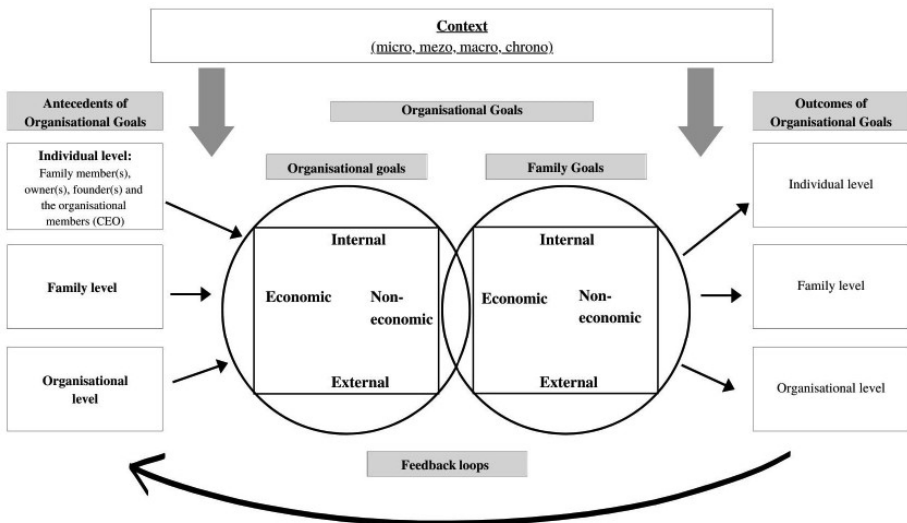 Context
(micro, mezo, macro, chrono)
Antecedents of
Organisational Goals
Organisational Goals
Outcomes of
Organisational Goals
Individual level:
Family member(s),
owner(s), founder(s) and
the organisational
members (CEO)
Family level
Organisational
level
Organisational goals
Internal
Economic
Non-
economic
External
Family Goals
Internal
Economic
Non-
economic
External
Individual level
Family level
Organisational level
Feedback loops